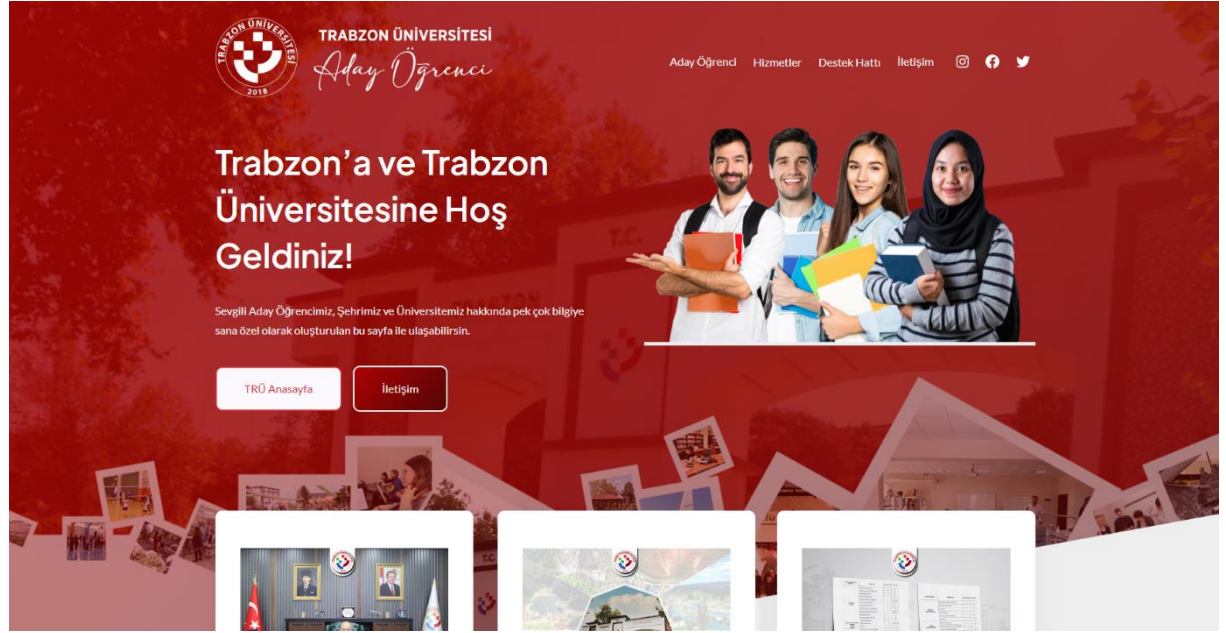 TRABZON ÜNİVERSİTESİ
2018
TRABZON ÜNİVERSİTESİ
Aday Öğrenci
Aday Öğrenci Hizmetler Destek Hattı İletişim
Trabzon’a ve Trabzon
Üniversitesine Hoş
Geldiniz!
Sevgili Aday Öğrencimiz, Şehrimiz ve Üniversitemiz hakkında pek çok bilgiye
sana özel olarak oluşturulan bu sayfa ile ulaşabilirsin.
TRÜ Anasayfa İletişim
T.C.
T.C.